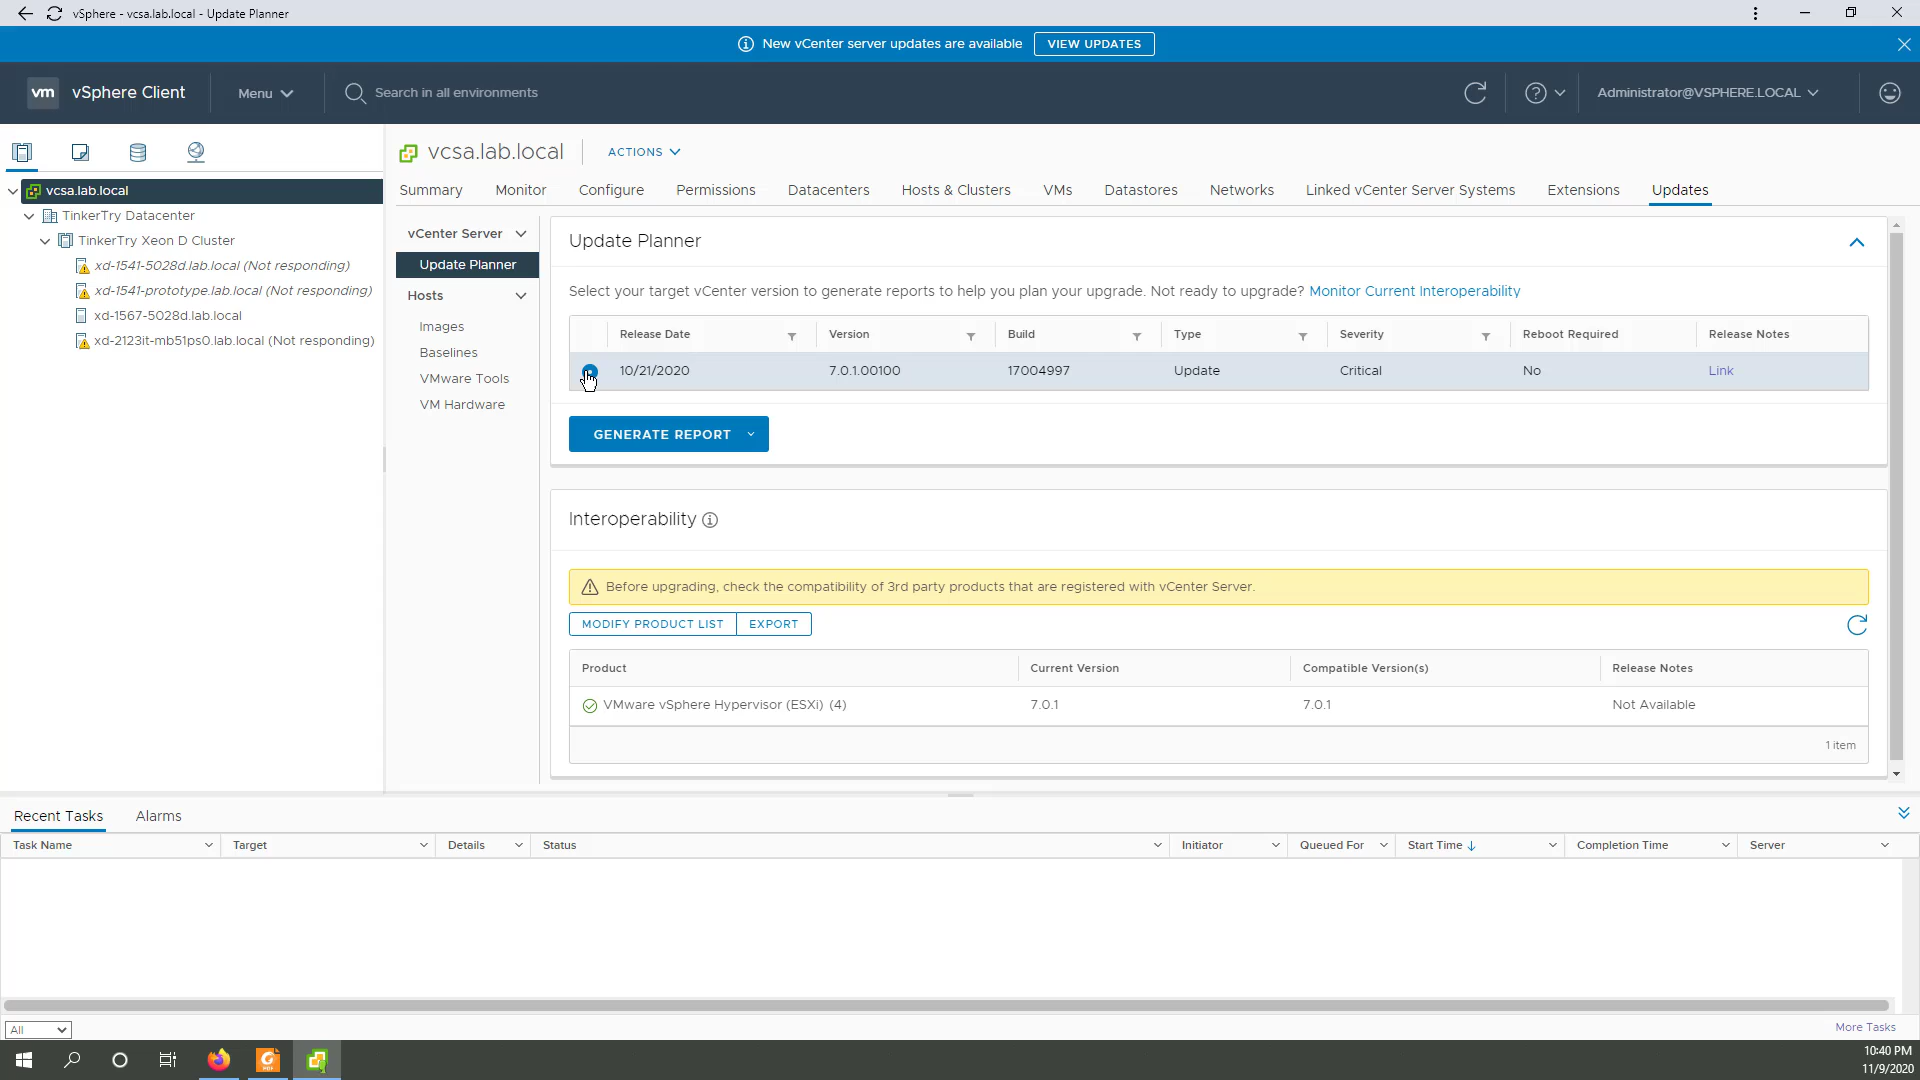 vSphere - vcsa.lab.local - Update Planner
New vCenter server updates are available
VIEW UPDATES
vm
vSphere Client
Menu
Search in all environments
Administrator@VSPHERE.LOCAL
vcsa.lab.local
TinkerTry Datacenter
TinkerTry Xeon D Cluster
xd-1541-5028d.lab.local (Not responding)
xd-1541-prototype.lab.local (Not responding)
xd-1567-5028d.lab.local
xd-2123it-mb51ps0.lab.local (Not responding)
vcsa.lab.local
ACTIONS
Summary Monitor Configure Permissions Datacenters Hosts & Clusters VMs Datastores Networks Linked vCenter Server Systems Extensions Updates
vCenter Server
Update Planner
Hosts
Images
Baselines
VMware Tools
VM Hardware
Update Planner
Select your target vCenter version to generate reports to help you plan your upgrade. Not ready to upgrade? Monitor Current Interoperability
Release Date Version Build Type Severity Reboot Required Release Notes
10/21/2020 7.0.1.00100 17004997 Update Critical No Link
GENERATE REPORT
Interoperability
Before upgrading, check the compatibility of 3rd party products that are registered with vCenter Server.
MODIFY PRODUCT LIST EXPORT
Product Current Version Compatible Version(s) Release Notes
VMware vSphere Hypervisor (ESXi) (4) 7.0.1 7.0.1 Not Available
1 item
Recent Tasks Alarms
Task Name Target Details Status Initiator Queued For Start Time Completion Time Server
All
More Tasks
10:40 PM
11/9/2020